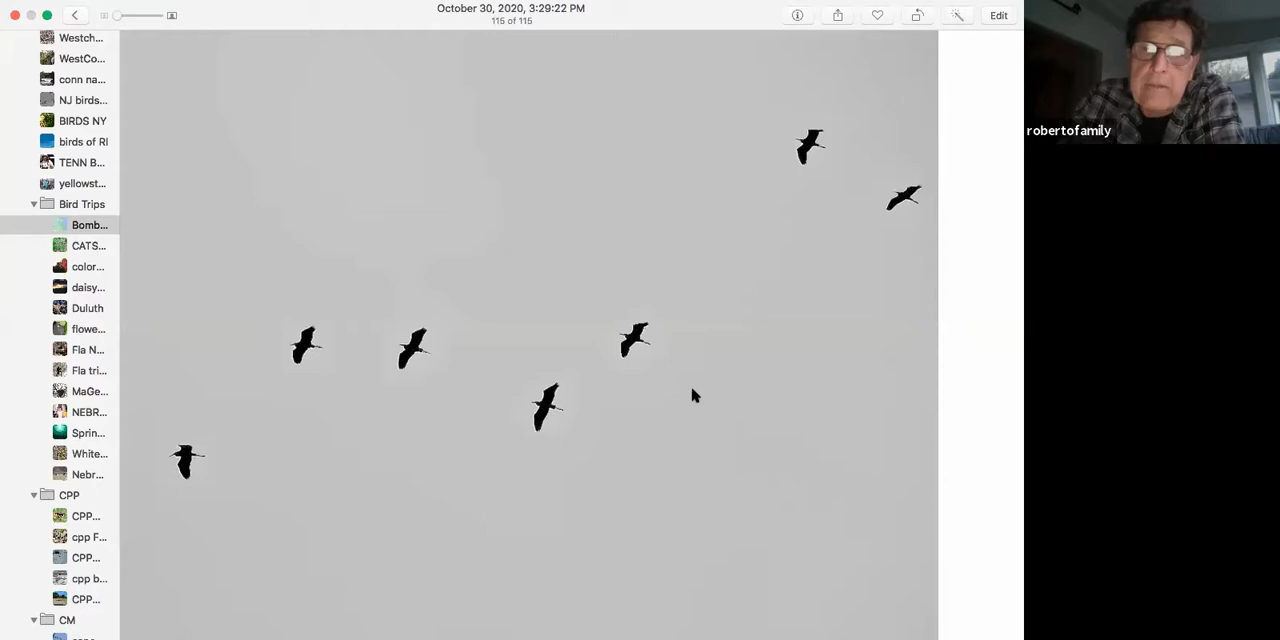 October 30, 2020, 3:29:22 PM
115 of 115
Edit
Westch...
WestCo...
conn na...
NJ birds...
BIRDS NY
birds of RI
TENN B...
yellowst...
Bird Trips
Bomb...
CATS...
color...
daisy...
Duluth
flowe...
Fla N...
Fla tri...
MaGe...
NEBR...
Sprin...
White...
Nebr...
CPP
CPP...
cpp F...
CPP...
cpp b...
CPP...
CM
robertofamily